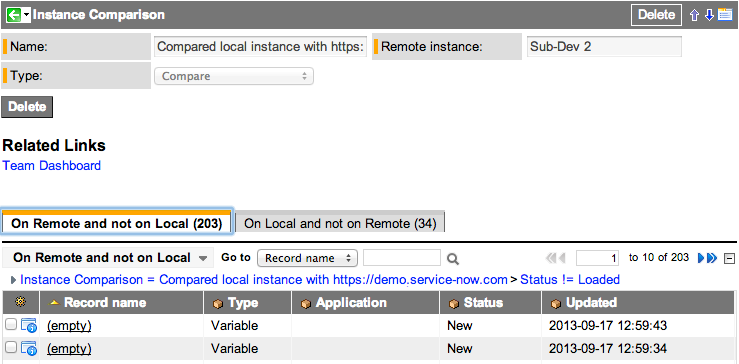 Instance Comparison Delete
Name: Compared local instance with https: Remote instance: Sub-Dev 2
Type: Compare
Delete
Related Links
Team Dashboard
On Remote and not on Local (203) On Local and not on Remote (34)
On Remote and not on Local Go to Record name 1 to 10 of 203
Instance Comparison = Compared local instance with https://demo.service-now.com > Status != Loaded
Record name Type Application Status Updated
(empty) Variable New 2013-09-17 12:59:43
(empty) Variable New 2013-09-17 12:59:34